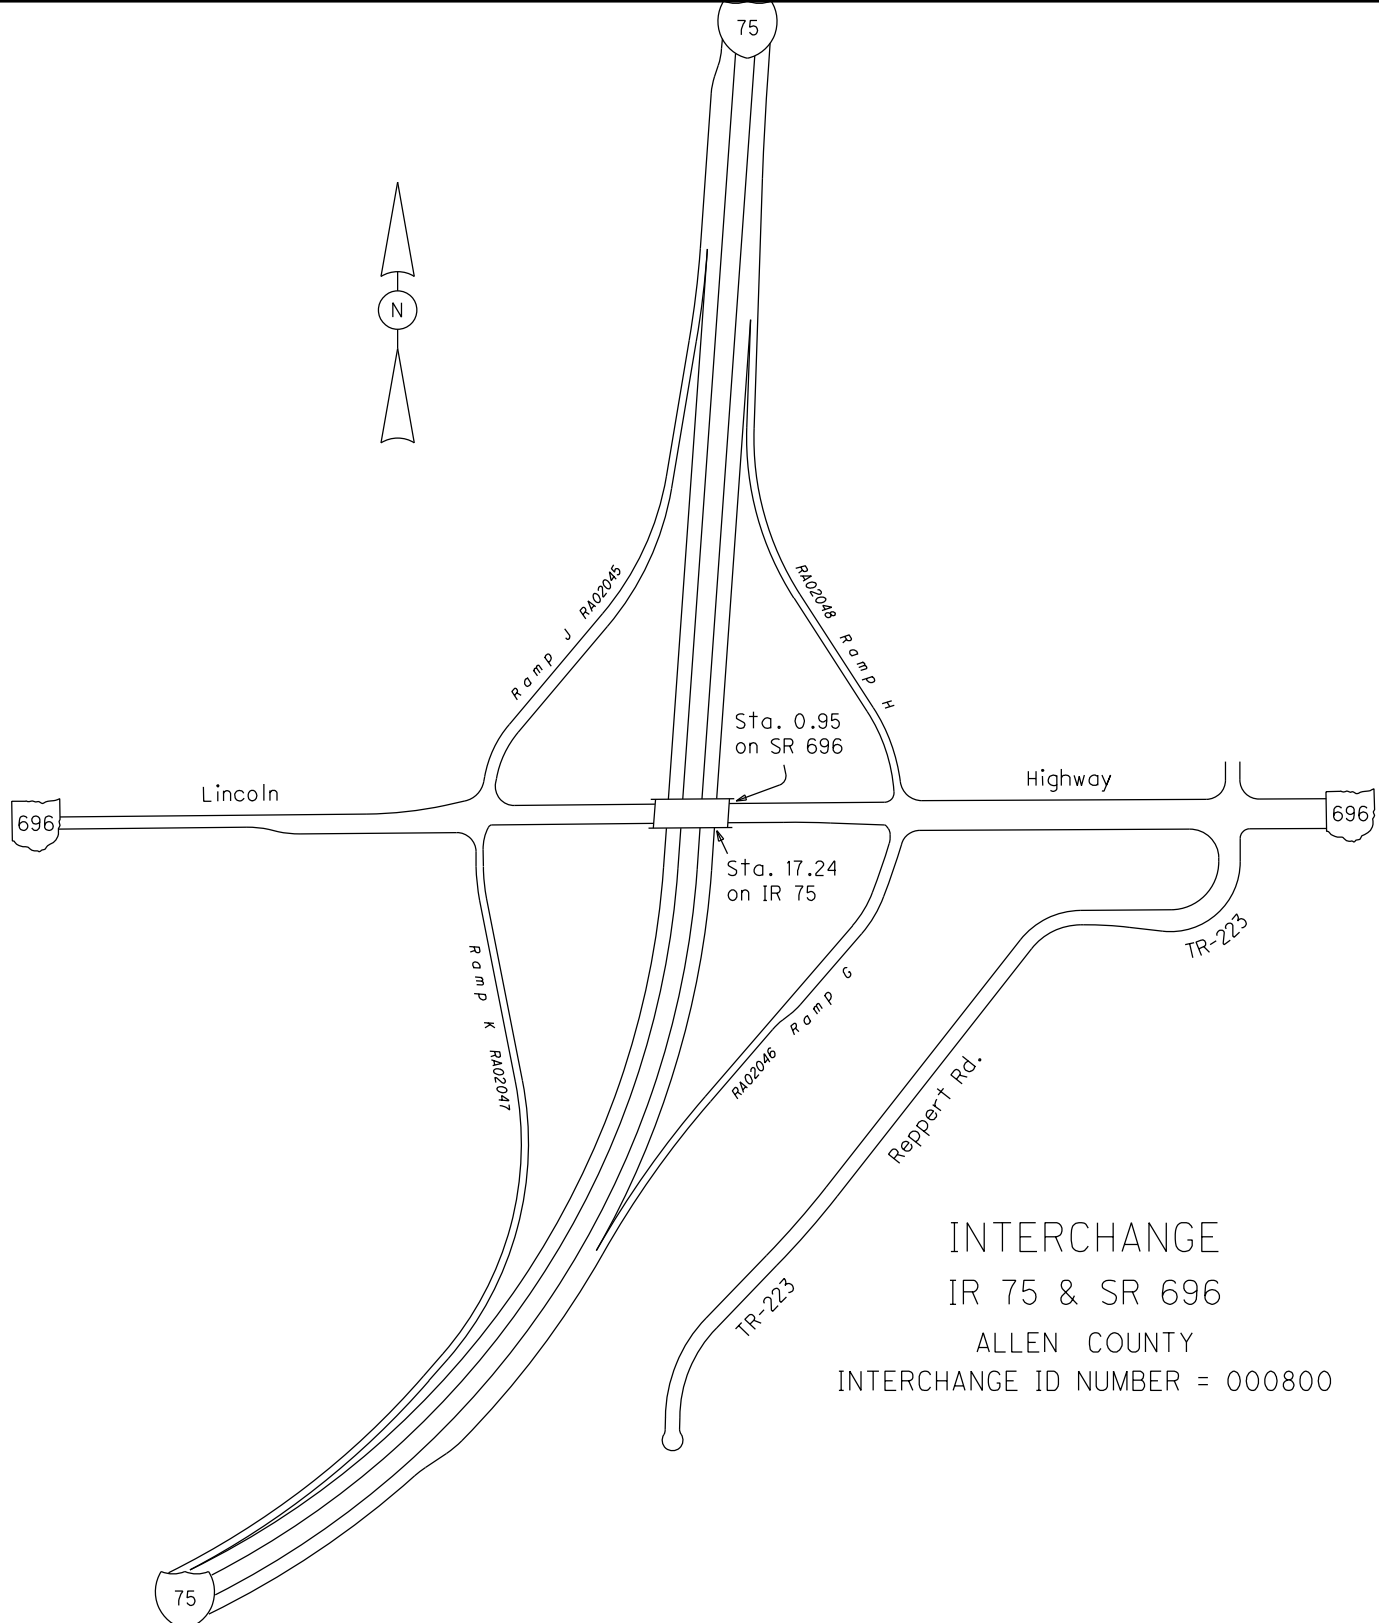 75
N
Ramp J RA02045
RA02048 Ramp H
Sta. 0.95
on SR 696
Lincoln
Highway
696
696
Sta. 17.24
on IR 75
TR-223
Ramp K RA02047
RA02046 Ramp G
Reppert Rd.
TR-223
INTERCHANGE
IR 75 & SR 696
ALLEN COUNTY
INTERCHANGE ID NUMBER = 000800
75